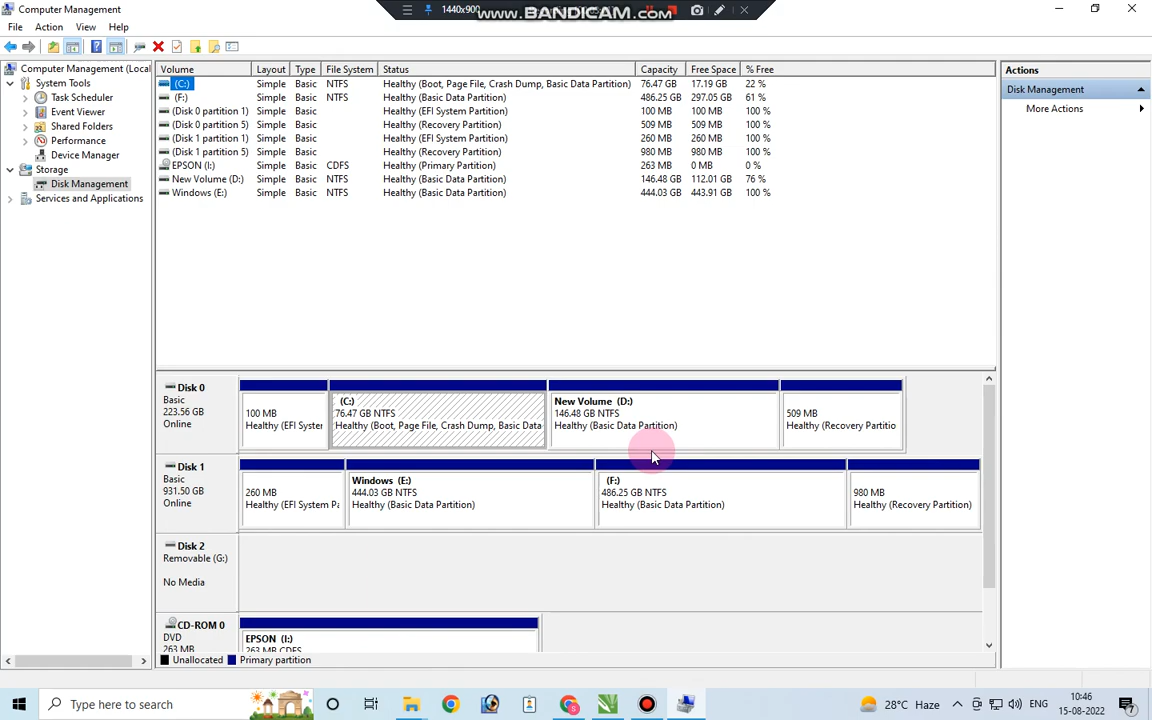 Computer Management
1440x900
www.BANDICAM.com
File Action View Help
Computer Management (Local
System Tools
Task Scheduler
Event Viewer
Shared Folders
Performance
Device Manager
Storage
Disk Management
Services and Applications
Volume Layout Type File System Status Capacity Free Space % Free
(C:) Simple Basic NTFS Healthy (Boot, Page File, Crash Dump, Basic Data Partition) 76.47 GB 17.19 GB 22 %
(F:) Simple Basic NTFS Healthy (Basic Data Partition) 486.25 GB 297.05 GB 61 %
(Disk 0 partition 1) Simple Basic Healthy (EFI System Partition) 100 MB 100 MB 100 %
(Disk 0 partition 5) Simple Basic Healthy (Recovery Partition) 509 MB 509 MB 100 %
(Disk 1 partition 1) Simple Basic Healthy (EFI System Partition) 260 MB 260 MB 100 %
(Disk 1 partition 5) Simple Basic Healthy (Recovery Partition) 980 MB 980 MB 100 %
EPSON (I:) Simple Basic CDFS Healthy (Primary Partition) 263 MB 0 MB 0 %
New Volume (D:) Simple Basic NTFS Healthy (Basic Data Partition) 146.48 GB 112.01 GB 76 %
Windows (E:) Simple Basic NTFS Healthy (Basic Data Partition) 444.03 GB 443.91 GB 100 %
Actions
Disk Management
More Actions
Disk 0
Basic
223.56 GB
Online
100 MB
Healthy (EFI Syster
(C:)
76.47 GB NTFS
Healthy (Boot, Page File, Crash Dump, Basic Data
New Volume (D:)
146.48 GB NTFS
Healthy (Basic Data Partition)
509 MB
Healthy (Recovery Partitio
Disk 1
Basic
931.50 GB
Online
260 MB
Healthy (EFI System Pa
Windows (E:)
444.03 GB NTFS
Healthy (Basic Data Partition)
(F:)
486.25 GB NTFS
Healthy (Basic Data Partition)
980 MB
Healthy (Recovery Partition)
Disk 2
Removable (G:)
No Media
CD-ROM 0
DVD
263 MB
EPSON (I:)
263 MB CDFS
Unallocated Primary partition
Type here to search
28°C Haze
ENG
10:46
15-08-2022
7